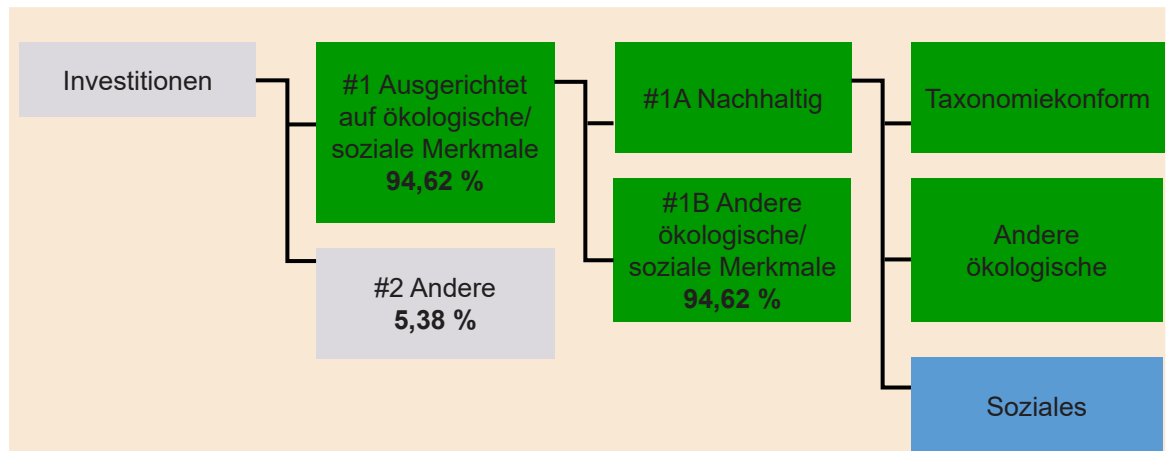 Investitionen
#1 Ausgerichtet
auf ökologische/
soziale Merkmale
94,62 %
#2 Andere
5,38 %
#1A Nachhaltig
#1B Andere
ökologische/
soziale Merkmale
94,62 %
Taxonomiekonform
Andere
ökologische
Soziales